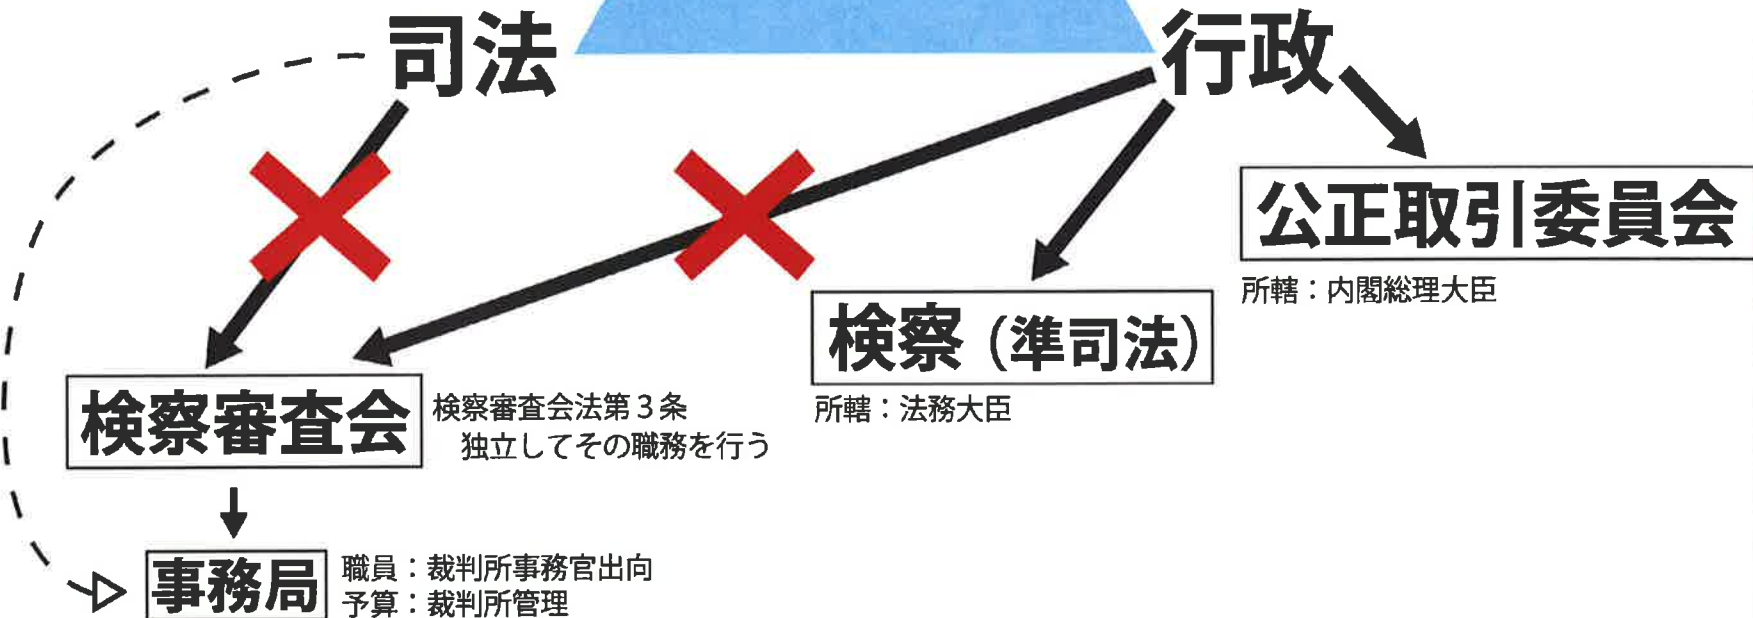 司法
行政
公正取引委員会
所轄：内閣総理大臣
検察（準司法）
所轄：法務大臣
検察審査会
検察審査会法第３条
独立してその職務を行う
事務局
職員：裁判所事務官出向
予算：裁判所管理